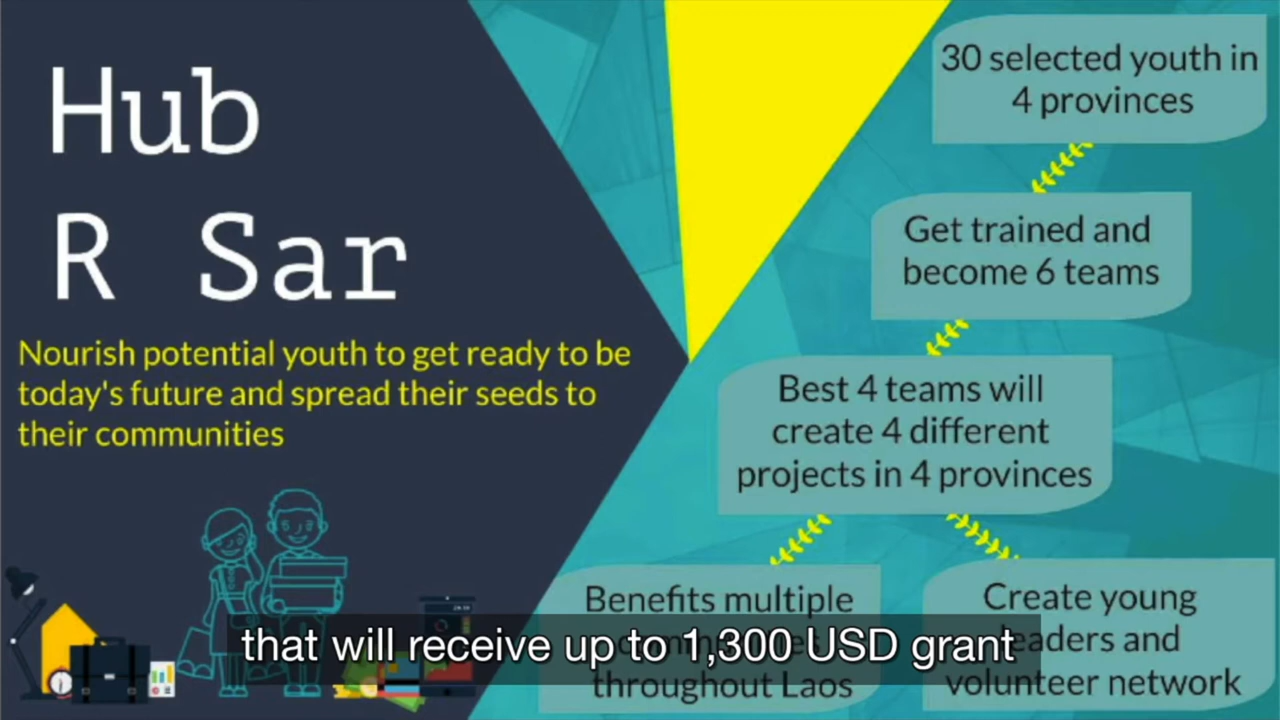 Hub
R Sar
Nourish potential youth to get ready to be
today's future and spread their seeds to
their communities
30 selected youth in
4 provinces
Get trained and
become 6 teams
Best 4 teams will
create 4 different
projects in 4 provinces
Benefits multiple
throughout Laos
Create young
leaders and
volunteer network
that will receive up to 1,300 USD grant